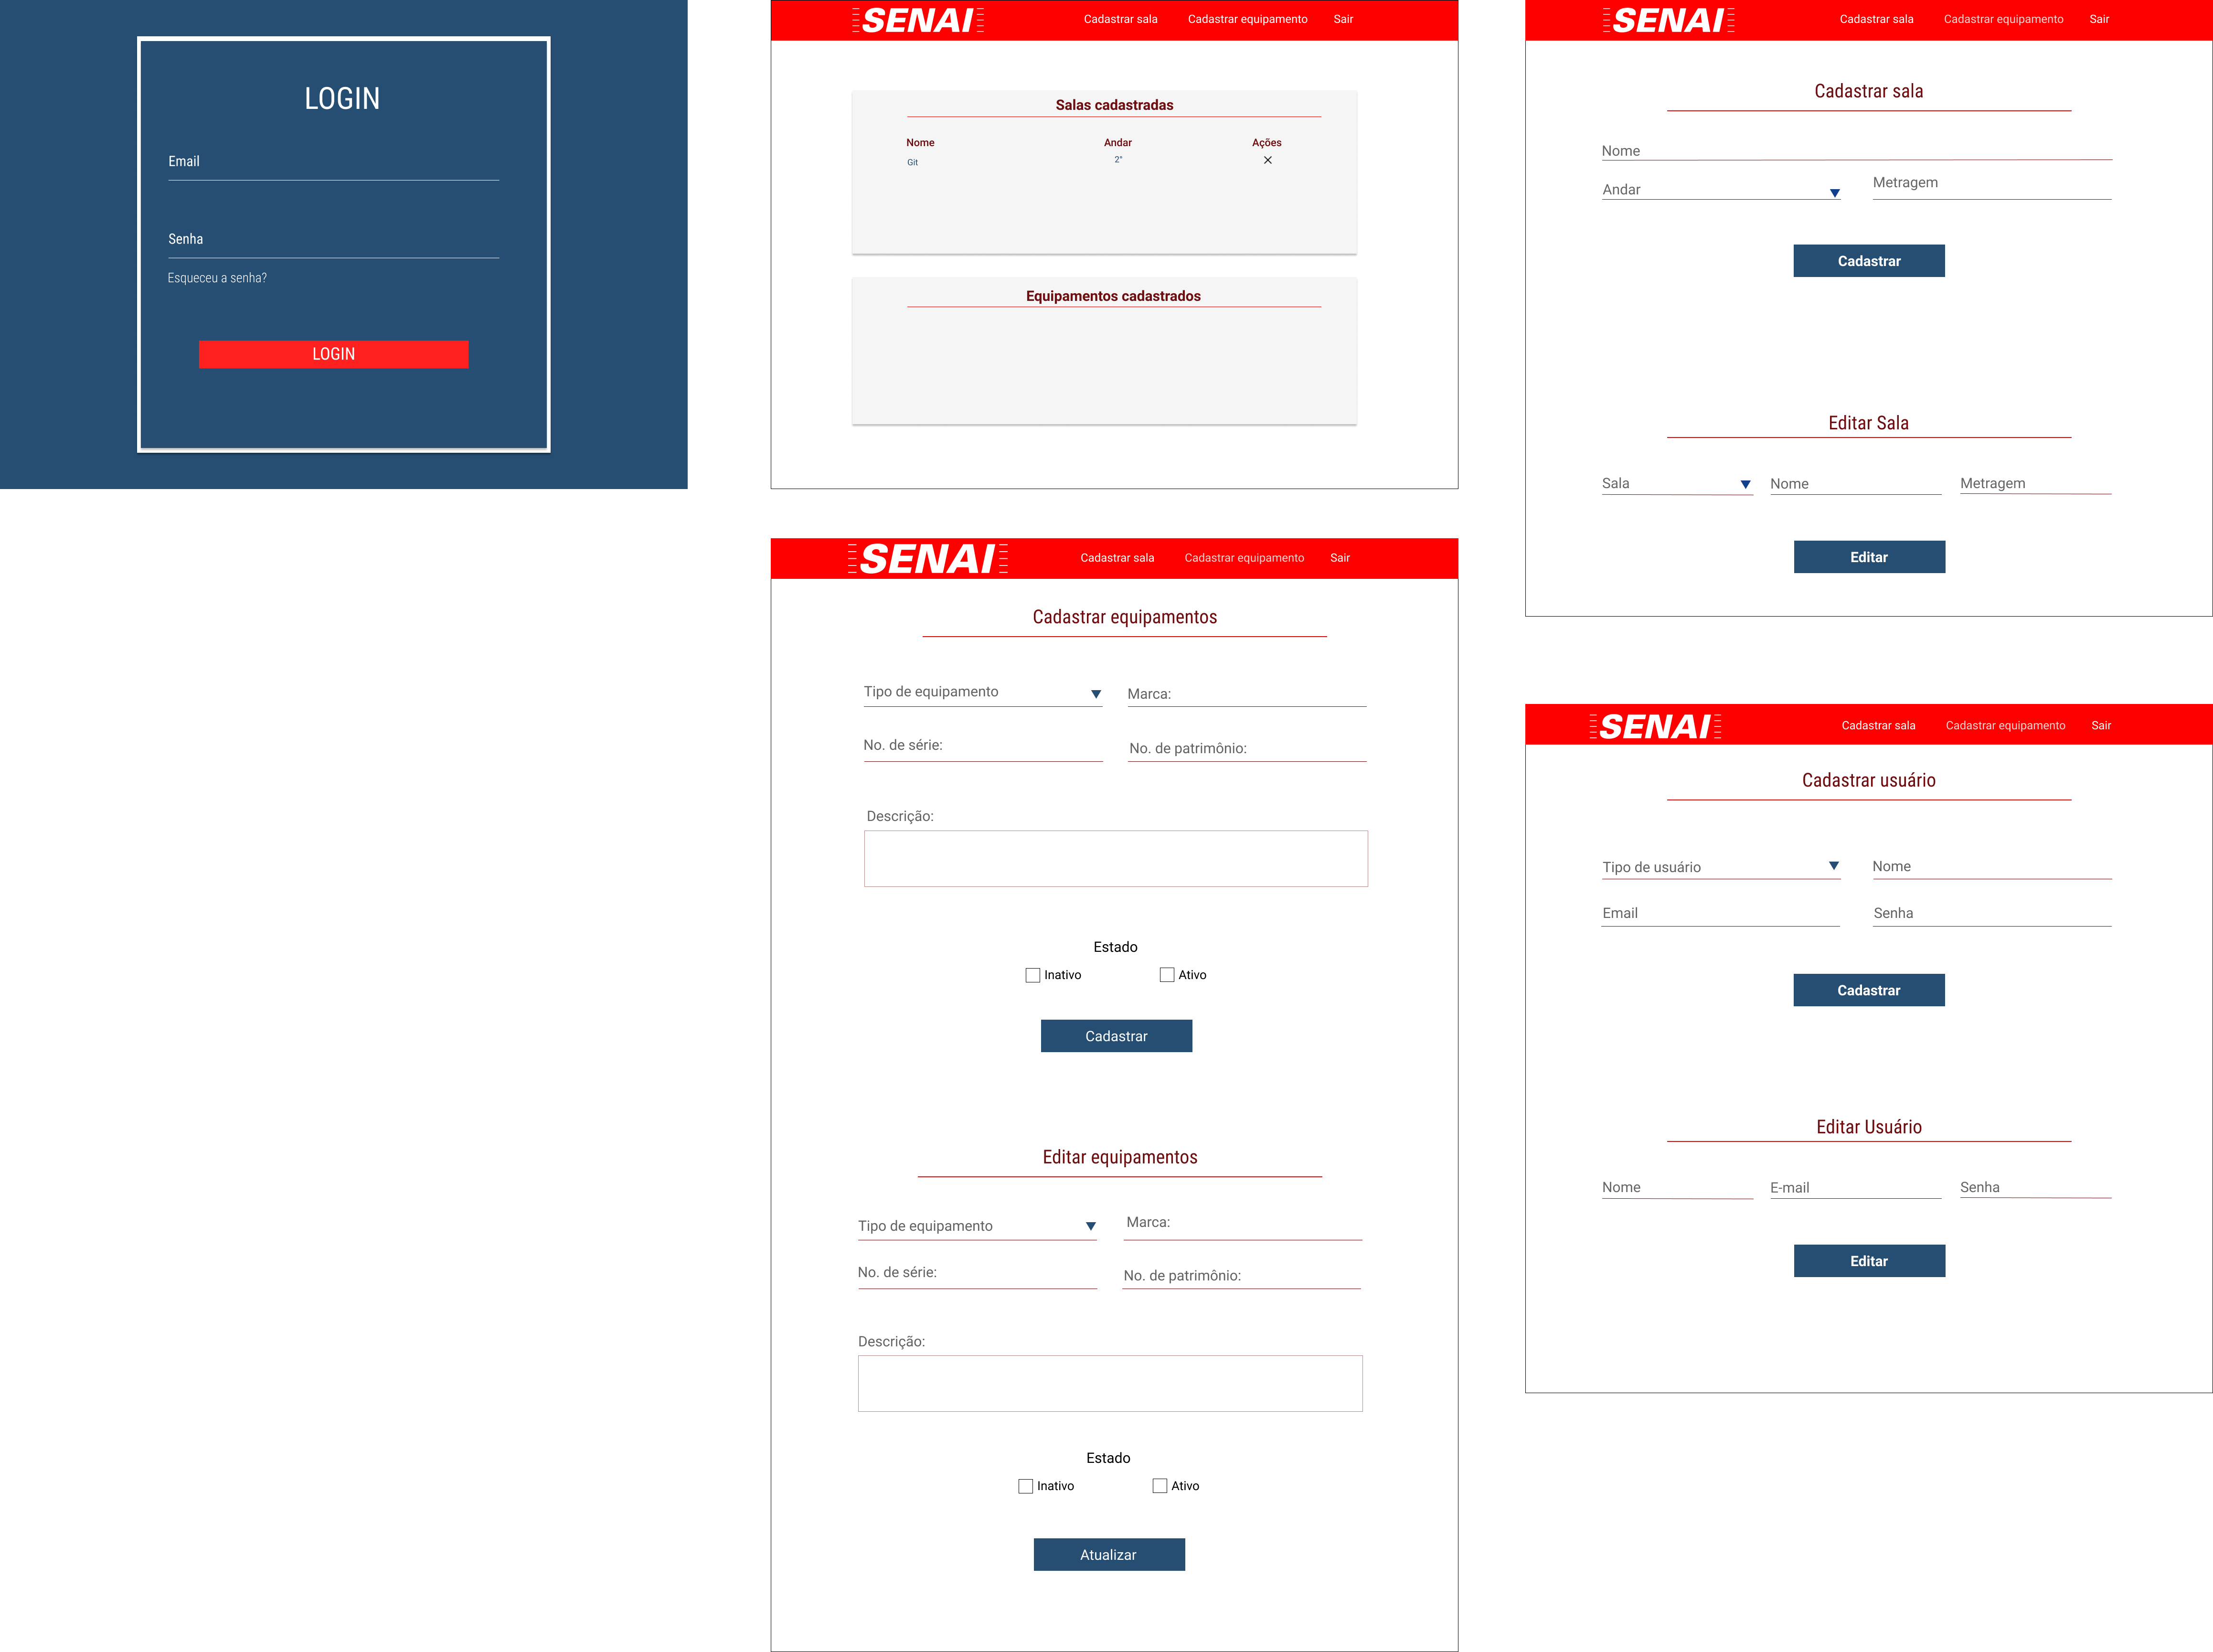 LOGIN
Email
Senha
Esqueceu a senha?
LOGIN
SENAI Cadastrar sala Cadastrar equipamento Sair
Salas cadastradas
Nome Andar Ações
Git 2°
Equipamentos cadastrados
SENAI Cadastrar sala Cadastrar equipamento Sair
Cadastrar equipamentos
Tipo de equipamento Marca:
No. de série: No. de patrimônio:
Descrição:
Estado
Inativo Ativo
Cadastrar
Editar equipamentos
Tipo de equipamento Marca:
No. de série: No. de patrimônio:
Descrição:
Estado
Inativo Ativo
Atualizar
SENAI Cadastrar sala Cadastrar equipamento Sair
Cadastrar sala
Nome
Andar Metragem
Cadastrar
Editar Sala
Sala Nome Metragem
Editar
SENAI Cadastrar sala Cadastrar equipamento Sair
Cadastrar usuário
Tipo de usuário Nome
Email Senha
Cadastrar
Editar Usuário
Nome E-mail Senha
Editar